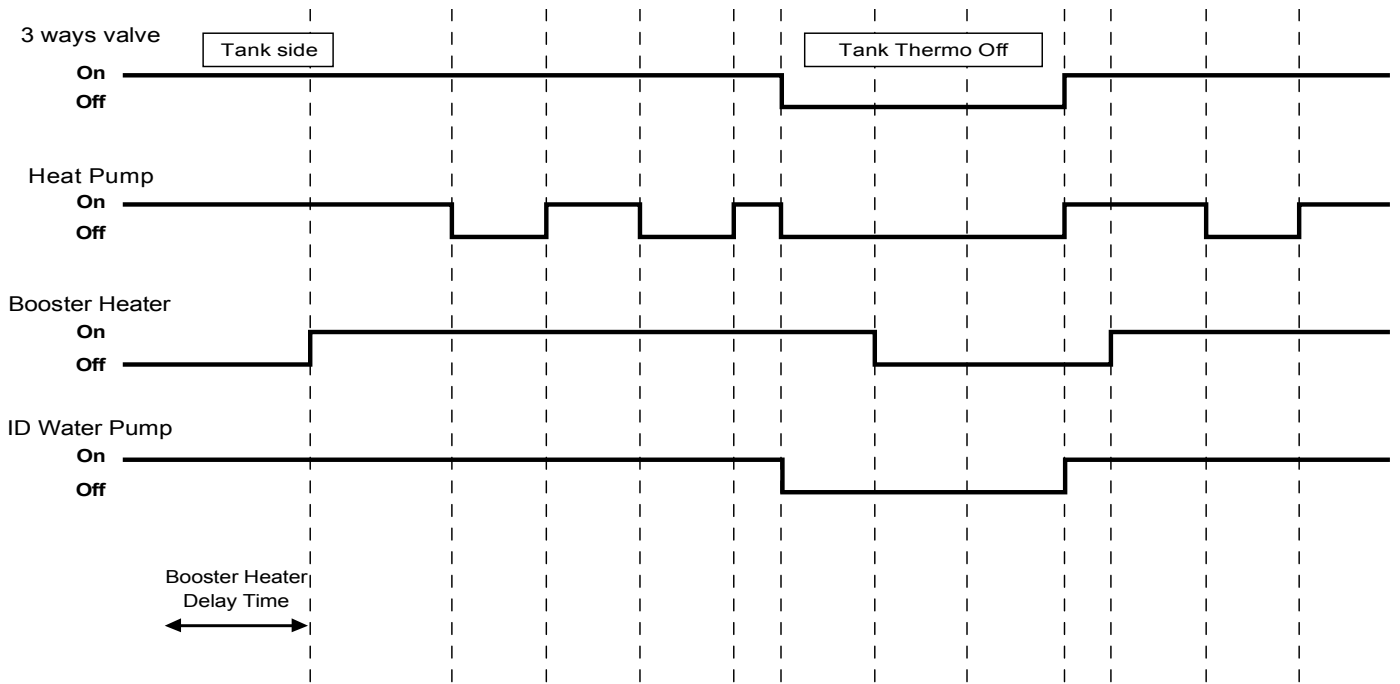 3 ways valve
Tank side
Tank Thermo Off
On
Off
Heat Pump
On
Off
Booster Heater
On
Off
ID Water Pump
On
Off
Booster Heater
Delay Time